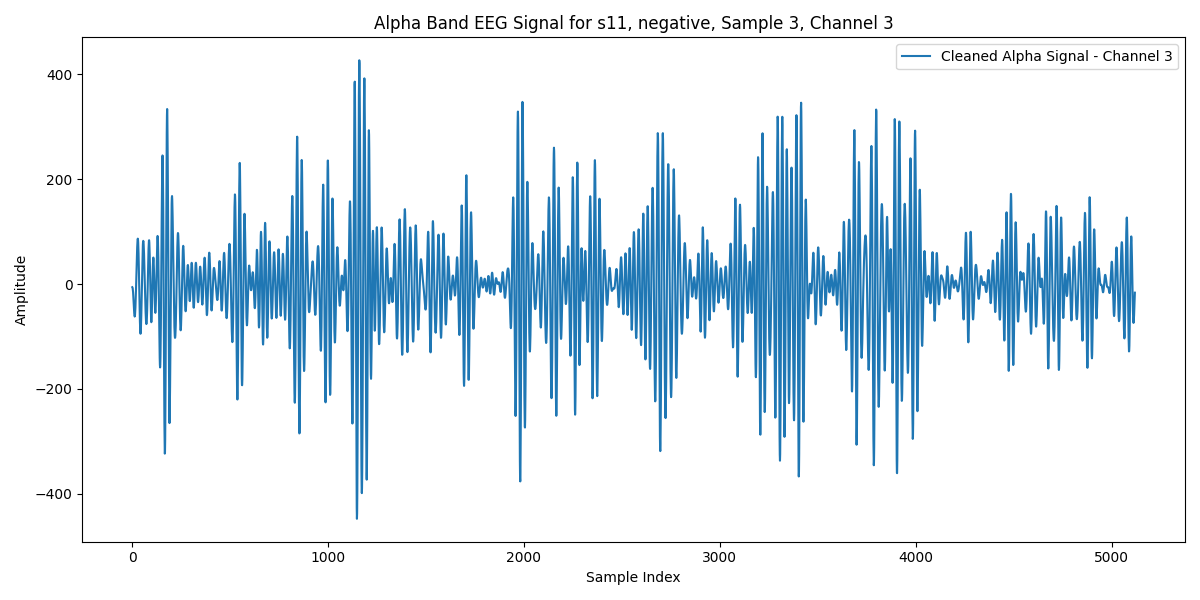 Alpha Band EEG Signal for s11, negative, Sample 3, Channel 3
Cleaned Alpha Signal - Channel 3
Amplitude
400
200
0
−200
−400
0 1000 2000 3000 4000 5000
Sample Index